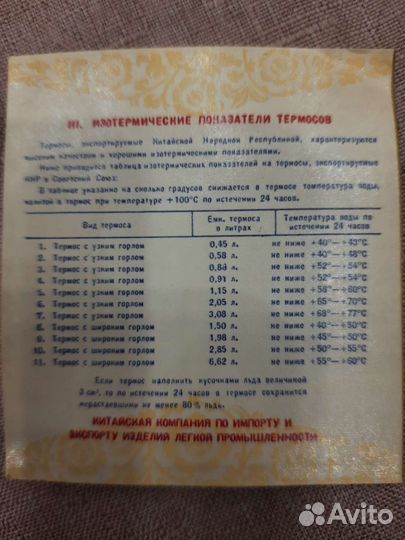 III. ИЗОТЕРМИЧЕСКИЕ ПОКАЗАТЕЛИ ТЕРМОСОВ
Термосы, экспортируемые Китайской Народной Республикой, характеризуются
высоким качеством и хорошими изотермическими показателями.
Ниже приводится таблица изотермических показателей на термосы, экспортируемые
КНР в Советский Союз:
В таблице указанно на сколько градусов снижается в термосе температура воды,
налитой в термос при температуре +100°С по истечении 24 часов.
Вид термоса Емк. термоса в литрах Температура воды по истечении 24 часов
1. Термос с узким горлом 0,45 л. не ниже +40°—+43°С
2. Термос с узким горлом 0,58 л. не ниже +40°—+48°С
3. Термос с узким горлом 0,83 л. не ниже +52°—+54°С
4. Термос с узким горлом 0,91 л. не ниже +52°—+54°С
5. Термос с узким горлом 1,15 л. не ниже +58°—+60°С
6. Термос с узким горлом 2,05 л. не ниже +65°—+70°С
7. Термос с узким горлом 3,08 л. не ниже +68°—+77°С
8. Термос с широким горлом 1,50 л. не ниже +40°—+50°С
9. Термос с широким горлом 1,98 л. не ниже +45°—+50°С
10. Термос с широким горлом 2,85 л. не ниже +50°—+55°С
11. Термос с широким горлом 6,62 л. не ниже +55°—+60°С
Если термос наполнить кусочками льда величиной
3 см³, то по истечении 24 часов в термосе сохранится
нерастаявшими не менее 80% льда.
КИТАЙСКАЯ КОМПАНИЯ ПО ИМПОРТУ И
ЭКСПОРТУ ИЗДЕЛИЙ ЛЕГКОЙ ПРОМЫШЛЕННОСТИ
Avito